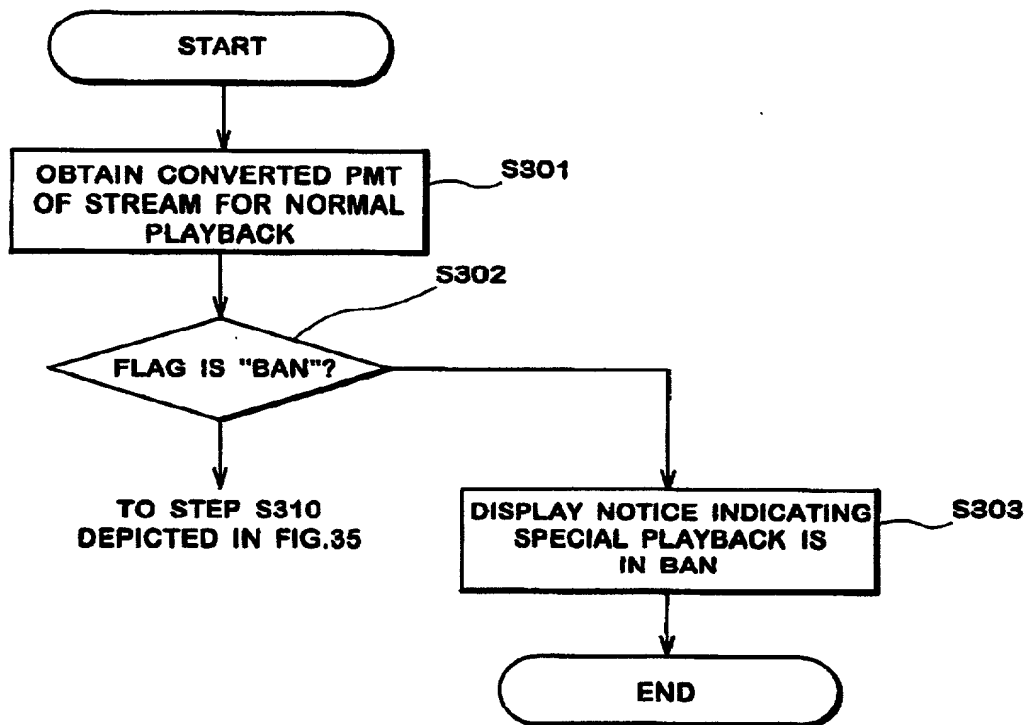 START
OBTAIN CONVERTED PMT
OF STREAM FOR NORMAL
PLAYBACK
S301
S302
FLAG IS "BAN"?
TO STEP S310
DEPICTED IN FIG.35
DISPLAY NOTICE INDICATING
SPECIAL PLAYBACK IS
IN BAN
S303
END